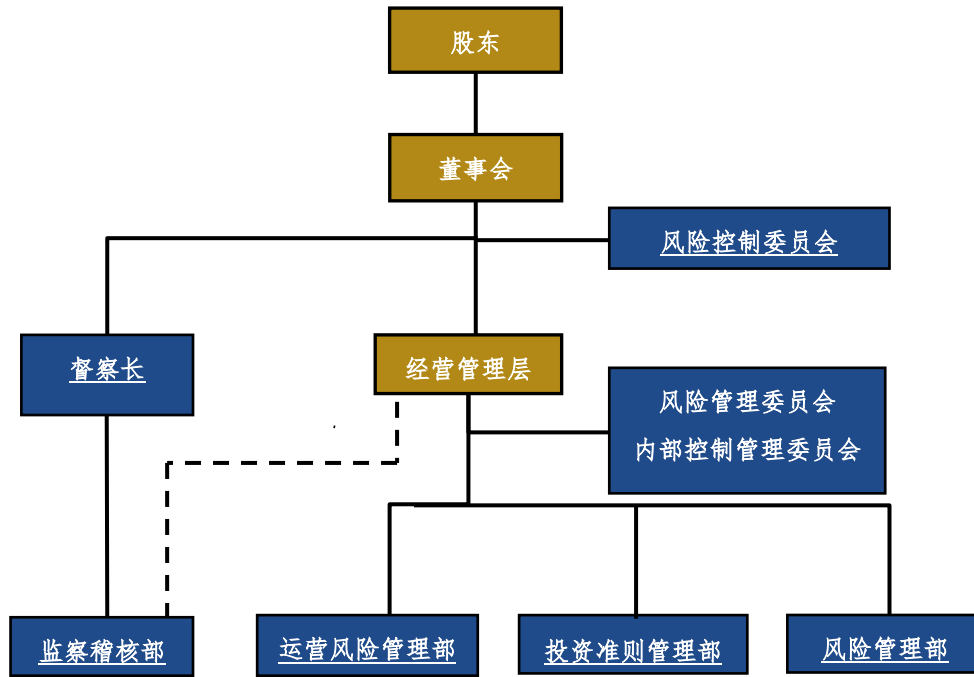 股东
董事会
风险控制委员会
督察长
经营管理层
风险管理委员会
内部控制管理委员会
监察稽核部
运营风险管理部
投资准则管理部
风险管理部